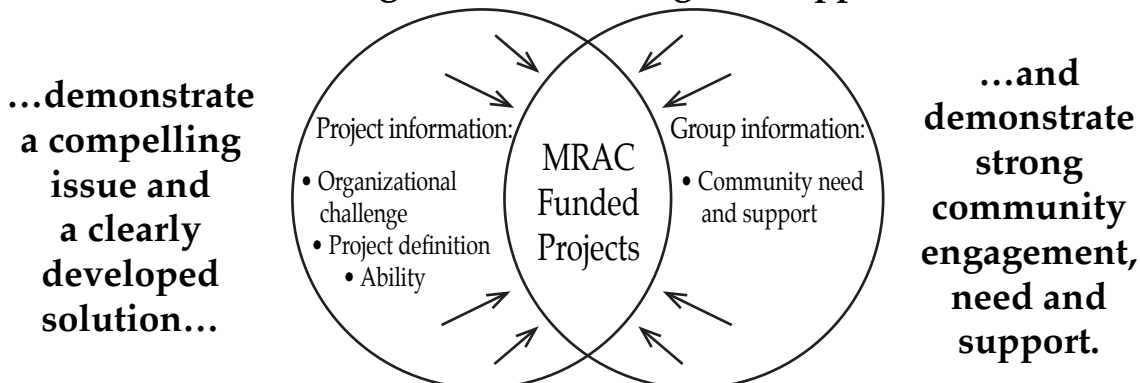 …demonstrate
a compelling
issue and
a clearly
developed
solution…
Project information:
• Organizational
challenge
• Project definition
• Ability
MRAC
Funded
Projects
Group information:
• Community need
and support
…and
demonstrate
strong
community
engagement,
need and
support.